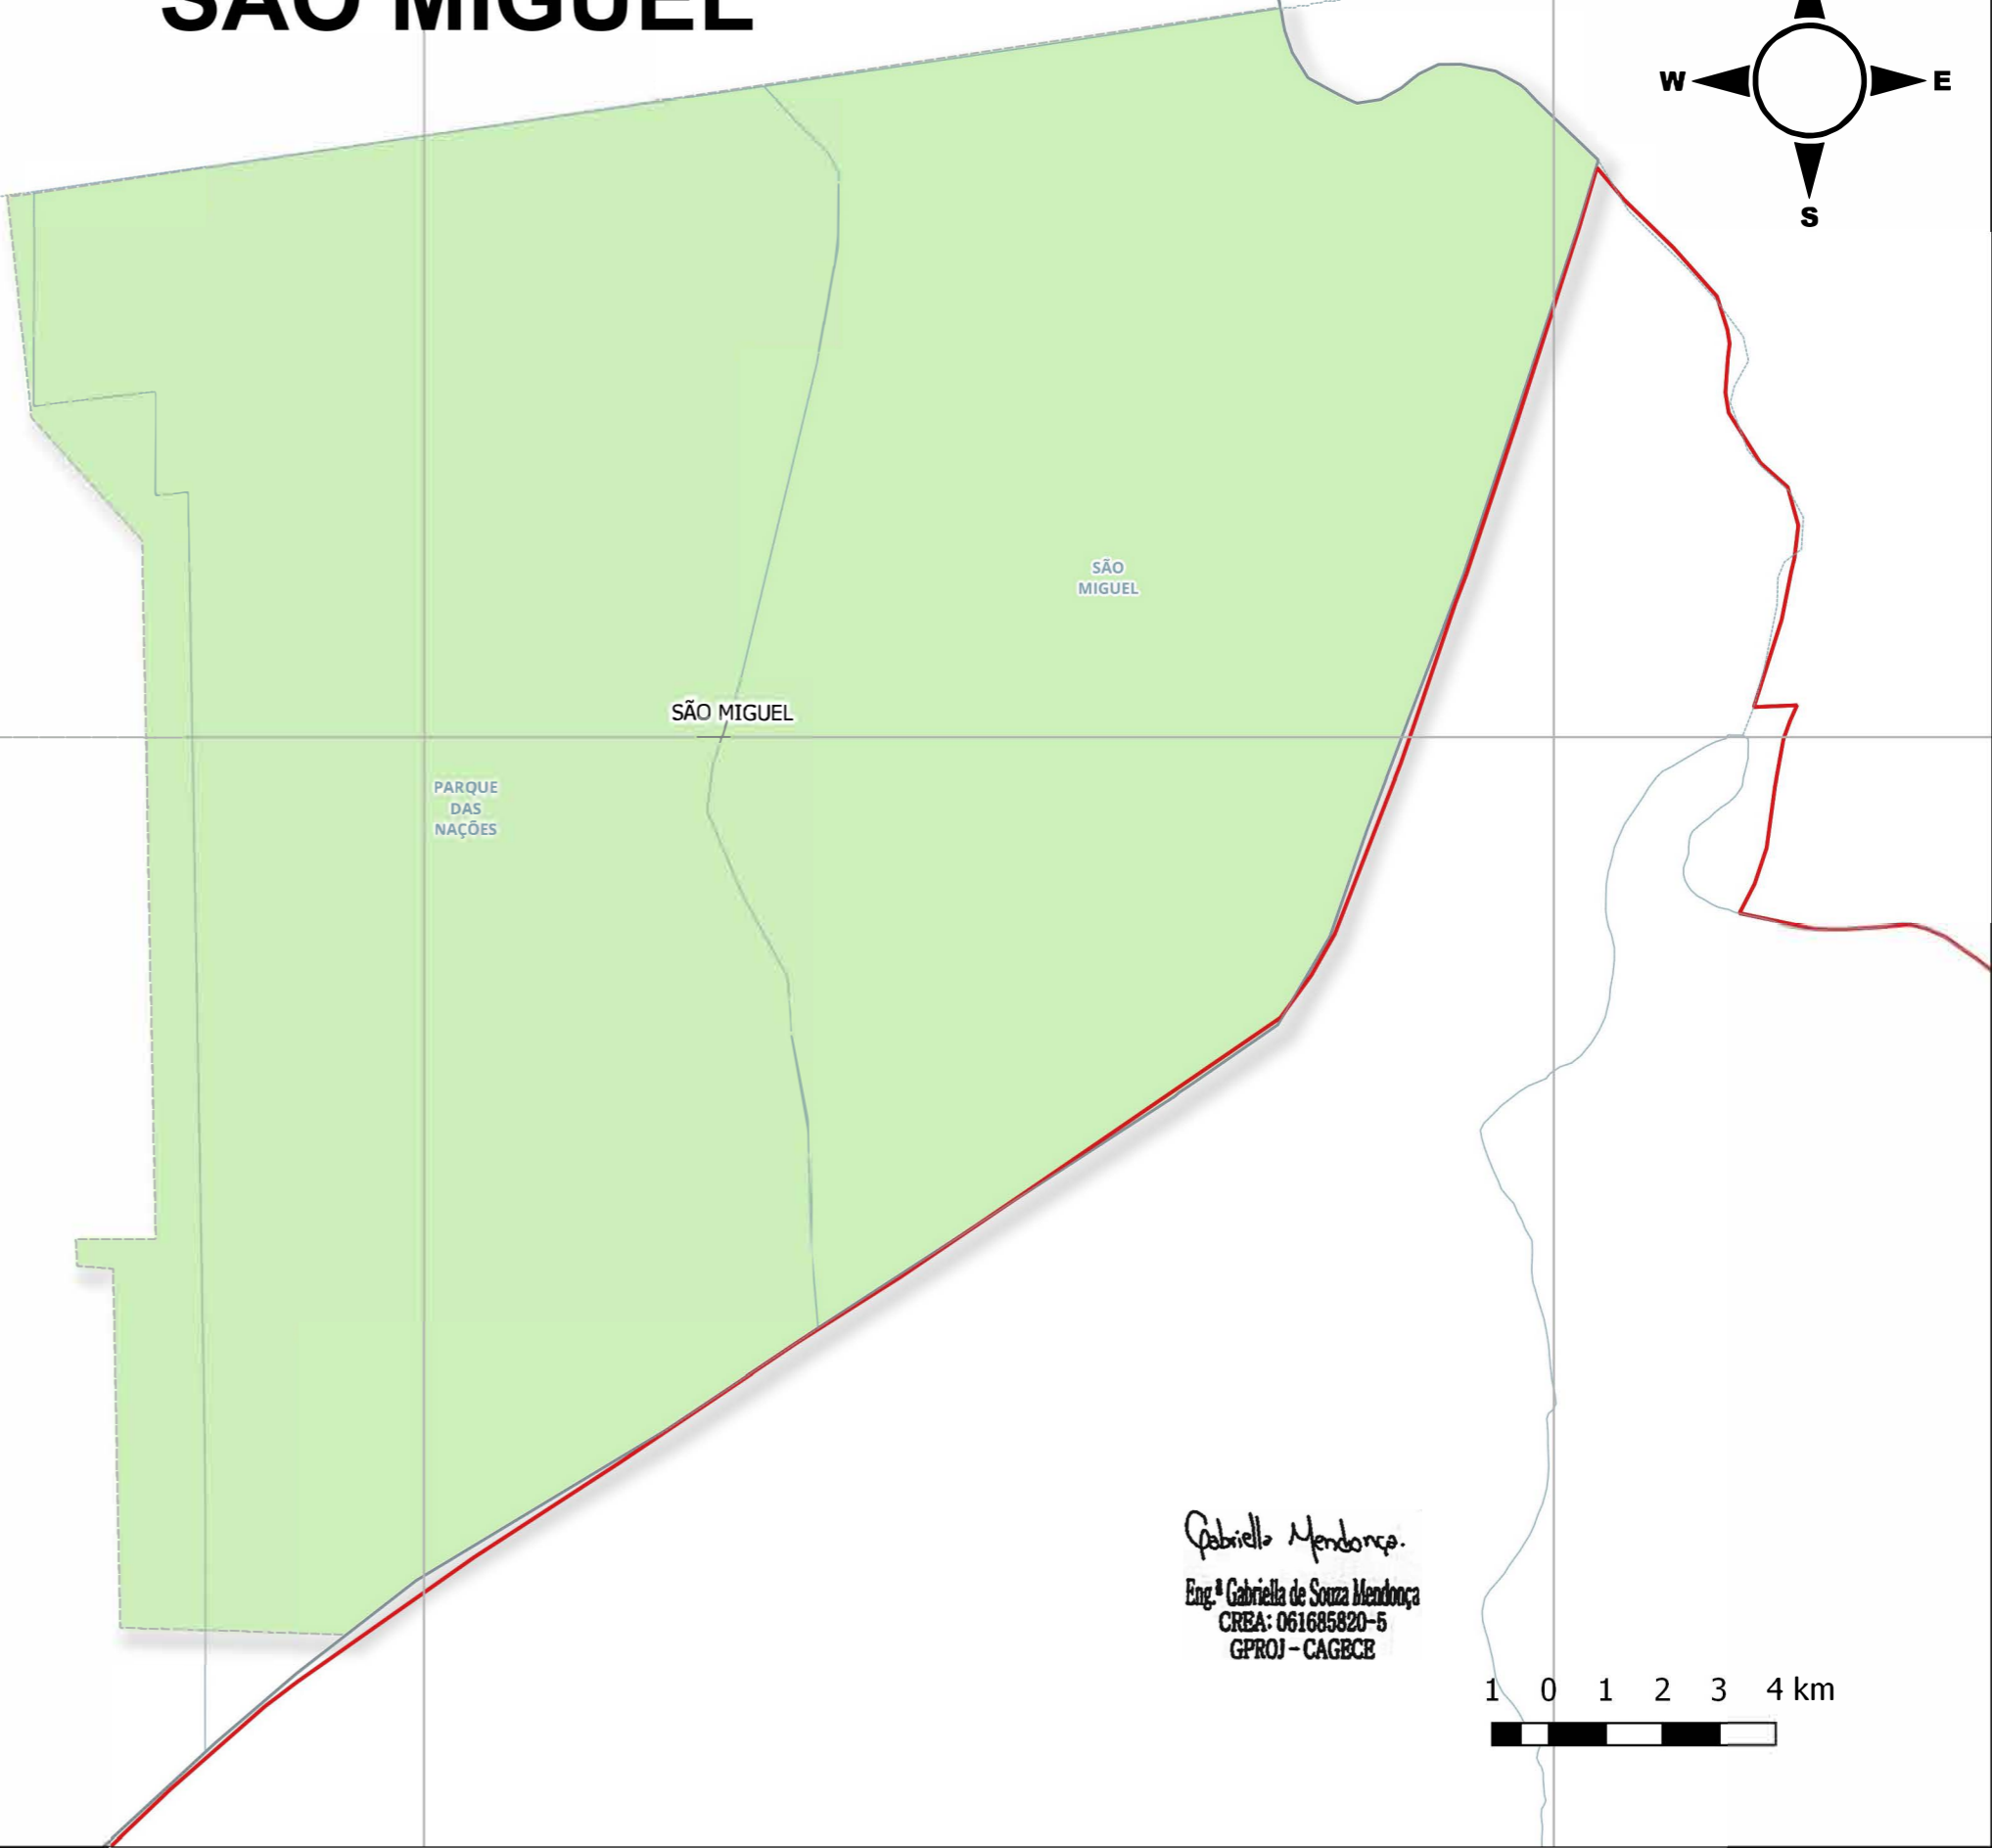 SÃO MIGUEL
W
E
S
SÃO
MIGUEL
SÃO MIGUEL
PARQUE
DAS
NAÇÕES
Gabriella Mendonça.
Eng.ª Gabriella de Souza Mendonça
CREA: 061685820-5
GPROJ - CAGECE
1 0 1 2 3 4 km